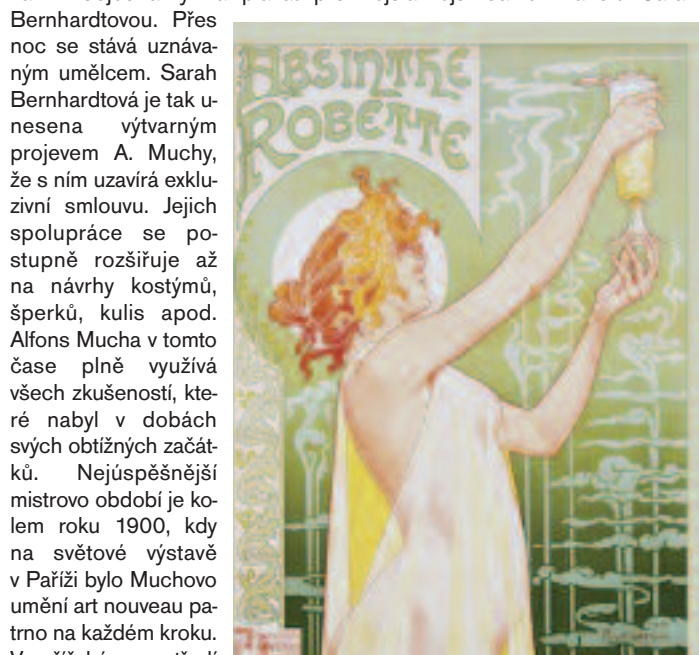 Bernhardtovou. Přes
noc se stává uznáva-
ným umělcem. Sarah
Bernhardtová je tak u-
nesena výtvarným
projevem A. Muchy,
že s ním uzavírá exklu-
zivní smlouvu. Jejich
spolupráce se po-
stupně rozšiřuje až
na návrhy kostýmů,
šperků, kulis apod.
Alfons Mucha v tomto
čase plně využívá
všech zkušeností, kte-
ré nabyl v dobách
svých obtížných začát-
ků. Nejúspěšnější
mistrovo období je ko-
lem roku 1900, kdy
na světové výstavě
v Paříži bylo Muchovo
umění art nouveau pa-
trno na každém kroku.
ABSINTHE
ROBETTE